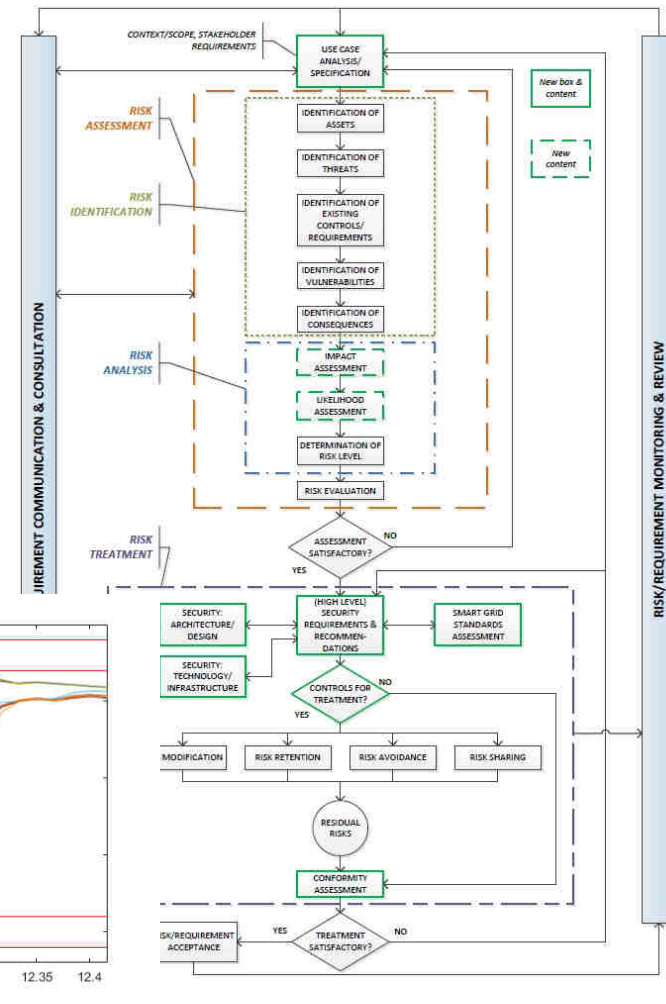 CONTEXT/SCOPE, STAKEHOLDER
REQUIREMENTS
USE CASE
ANALYSIS/
SPECIFICATION
New box &
content
New
content
RISK
ASSESSMENT
IDENTIFICATION OF
ASSETS
IDENTIFICATION OF
THREATS
RISK
IDENTIFICATION
IDENTIFICATION OF
EXISTING
CONTROLS/
REQUIREMENTS
IDENTIFICATION OF
VULNERABILITIES
IDENTIFICATION OF
CONSEQUENCES
RISK
ANALYSIS
IMPACT
ASSESSMENT
LIKELIHOOD
ASSESSMENT
DETERMINATION OF
RISK LEVEL
RISK EVALUATION
UIREMENT COMMUNICATION & CONSULTATION
RISK/REQUIREMENT MONITORING & REVIEW
RISK
TREATMENT
ASSESSMENT
SATISFACTORY?
NO
YES
SECURITY:
ARCHITECTURE/
DESIGN
(HIGH LEVEL)
SECURITY
REQUIREMENTS &
RECOMMEN-
DATIONS
SMART GRID
STANDARDS
ASSESSMENT
SECURITY:
TECHNOLOGY/
INFRASTRUCTURE
CONTROLS FOR
TREATMENT?
NO
YES
MODIFICATION
RISK RETENTION
RISK AVOIDANCE
RISK SHARING
RESIDUAL
RISKS
CONFORMITY
ASSESSMENT
ISK/REQUIREMENT
ACCEPTANCE
YES
TREATMENT
SATISFACTORY?
NO
12.35 12.4